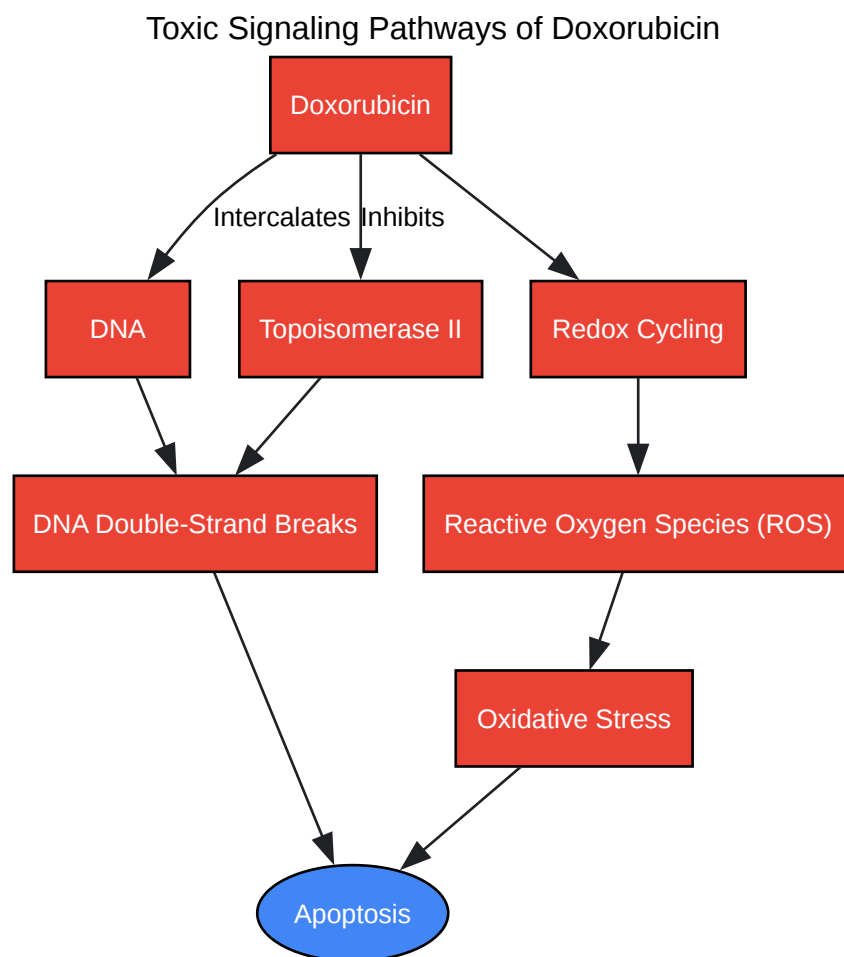 Toxic Signaling Pathways of Doxorubicin
Doxorubicin
Intercalates
Inhibits
DNA
Topoisomerase II
Redox Cycling
DNA Double-Strand Breaks
Reactive Oxygen Species (ROS)
Oxidative Stress
Apoptosis